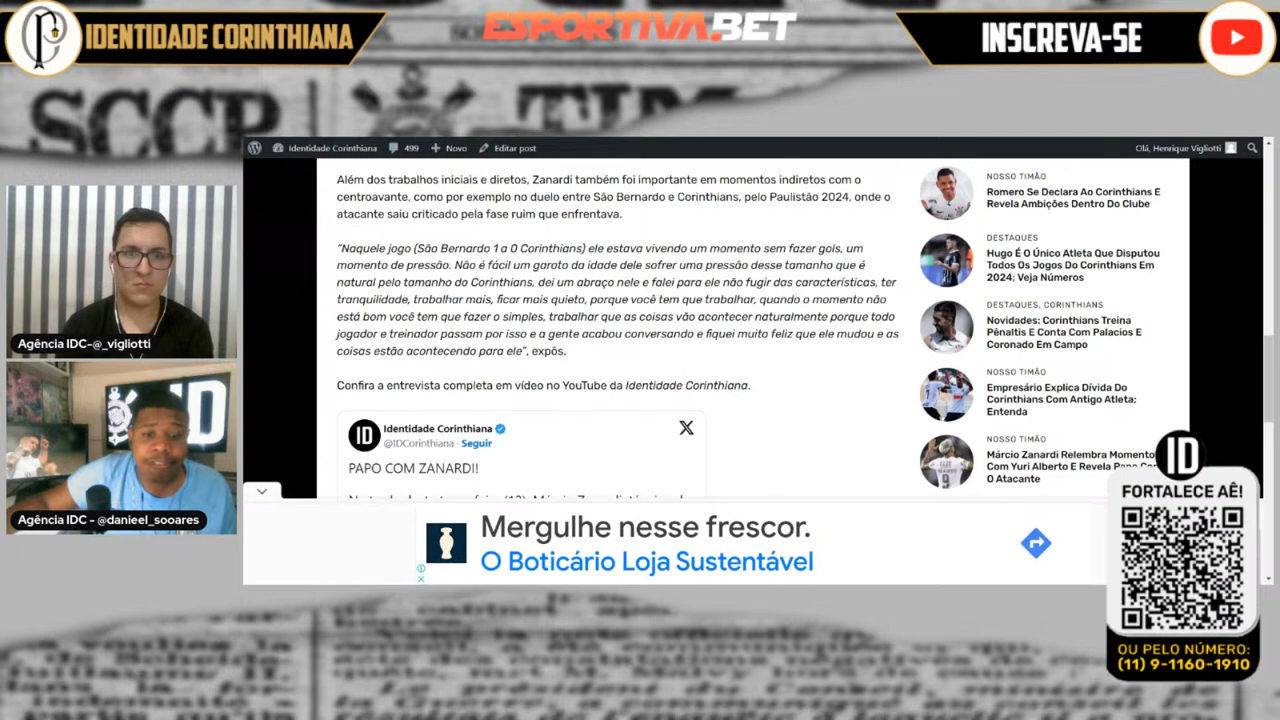 IDENTIDADE CORINTHIANA
ESPORTIVA.BET
INSCREVA-SE
SCCP
TIM
Identidade Corinthiana
499
Novo
Editar post
Olá, Henrique Vigliotti
Além dos trabalhos iniciais e diretos, Zanardi também foi importante em momentos indiretos com o
centroavante, como por exemplo no duelo entre São Bernardo e Corinthians, pelo Paulistão 2024, onde o
atacante saiu criticado pela fase ruim que enfrentava.
“Naquele jogo (São Bernardo 1 a 0 Corinthians) ele estava vivendo um momento sem fazer gols, um
momento de pressão. Não é fácil um garoto da idade dele sofrer uma pressão desse tamanho que é
natural pelo tamanho do Corinthians, dei um abraço nele e falei para ele não fugir das características, ter
tranquilidade, trabalhar mais, ficar mais quieto, porque você tem que trabalhar, quando o momento não
está bom você tem que fazer o simples, trabalhar que as coisas vão acontecer naturalmente porque todo
jogador e treinador passam por isso e a gente acabou conversando e fiquei muito feliz que ele mudou e as
coisas estão acontecendo para ele”, expôs.
Confira a entrevista completa em vídeo no YouTube da Identidade Corinthiana.
ID
Identidade Corinthiana
@IDCorinthiana · Seguir
PAPO COM ZANARDI!!
NOSSO TIMÃO
Romero Se Declara Ao Corinthians E
Revela Ambições Dentro Do Clube
DESTAQUES
Hugo É O Único Atleta Que Disputou
Todos Os Jogos Do Corinthians Em
2024; Veja Números
DESTAQUES, CORINTHIANS
Novidades: Corinthians Treina
Pênaltis E Conta Com Palacios E
Coronado Em Campo
NOSSO TIMÃO
Empresário Explica Dívida Do
Corinthians Com Antigo Atleta;
Entenda
NOSSO TIMÃO
Márcio Zanardi Relembra Momento
Com Yuri Alberto E Revela Papo Co
O Atacante
Agência IDC-@_vigliotti
ID
Agência IDC - @danieel_sooares
Mergulhe nesse frescor.
O Boticário Loja Sustentável
ID
FORTALECE AÊ!
OU PELO NÚMERO:
(11) 9-1160-1910